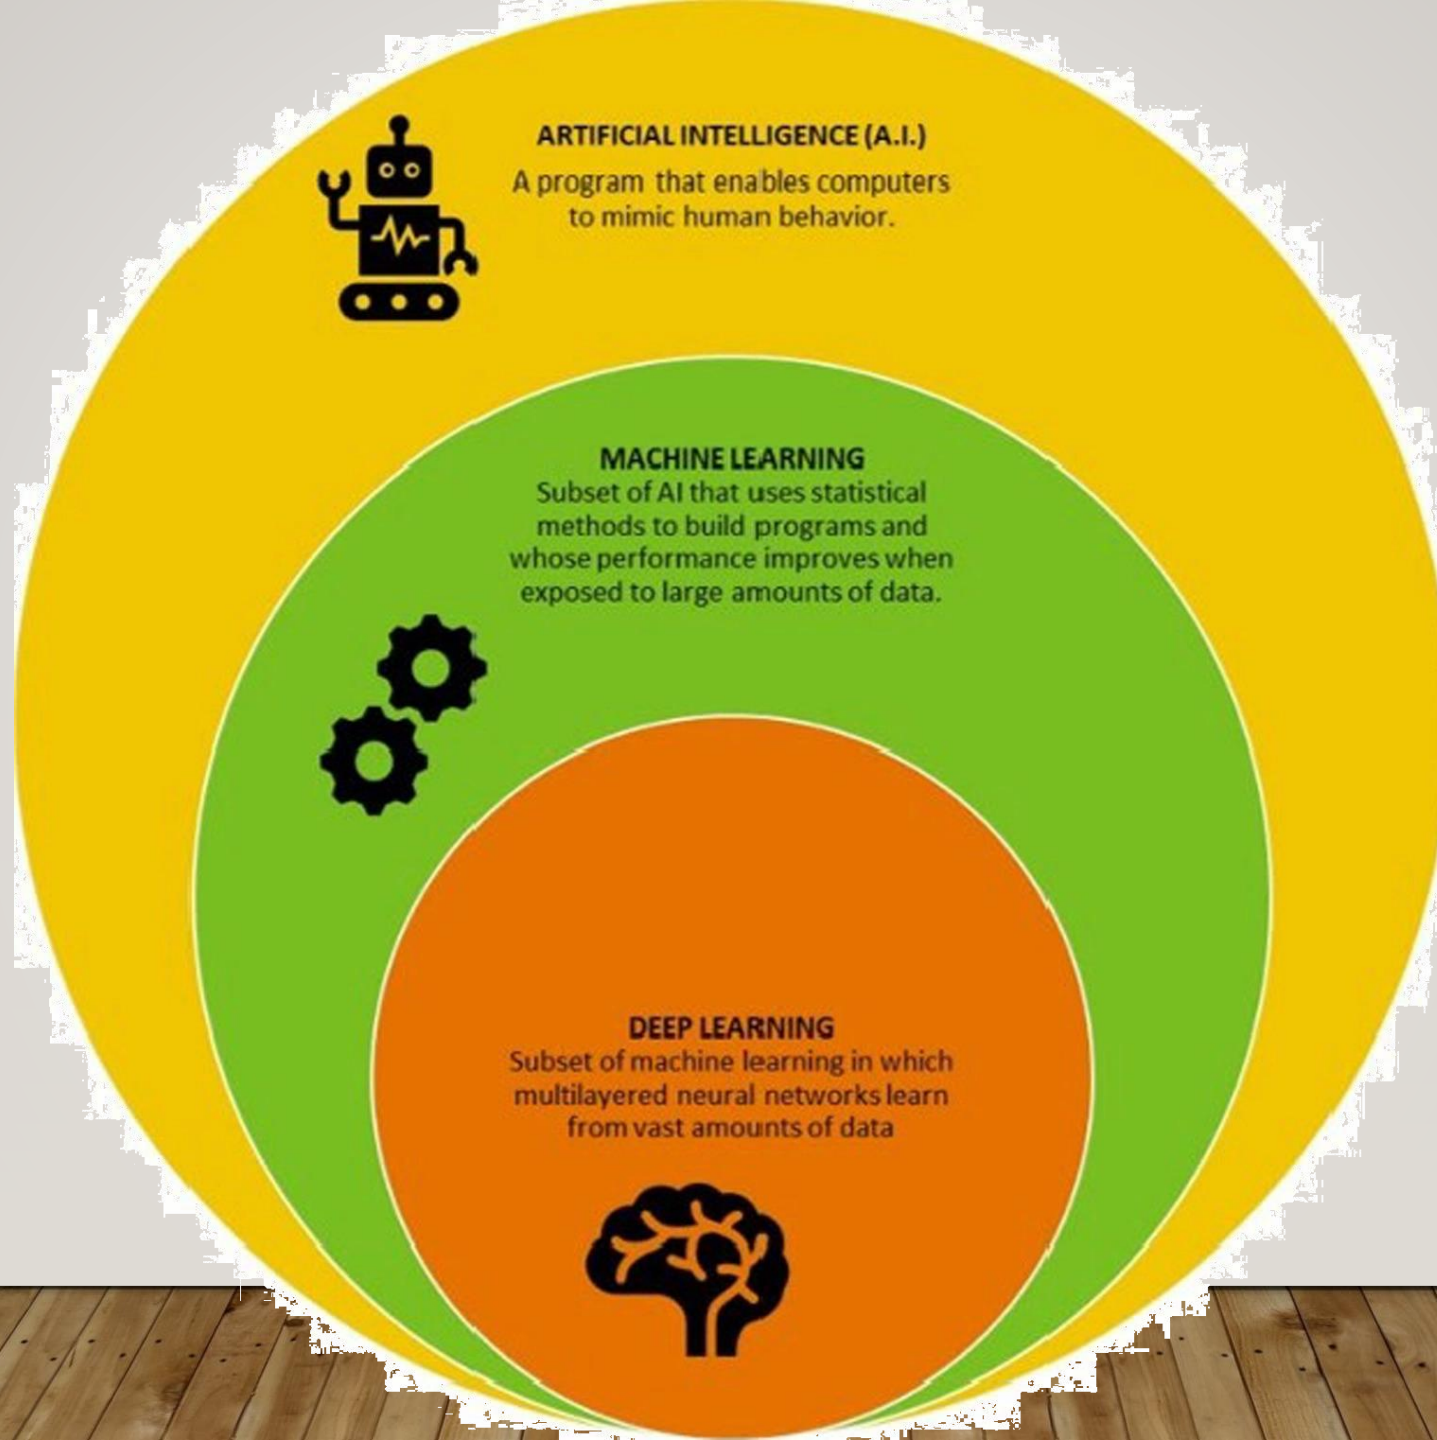 ARTIFICIAL INTELLIGENCE (A.I.)
A program that enables computers
to mimic human behavior.
MACHINE LEARNING
Subset of AI that uses statistical
methods to build programs and
whose performance improves when
exposed to large amounts of data.
DEEP LEARNING
Subset of machine learning in which
multilayered neural networks learn
from vast amounts of data